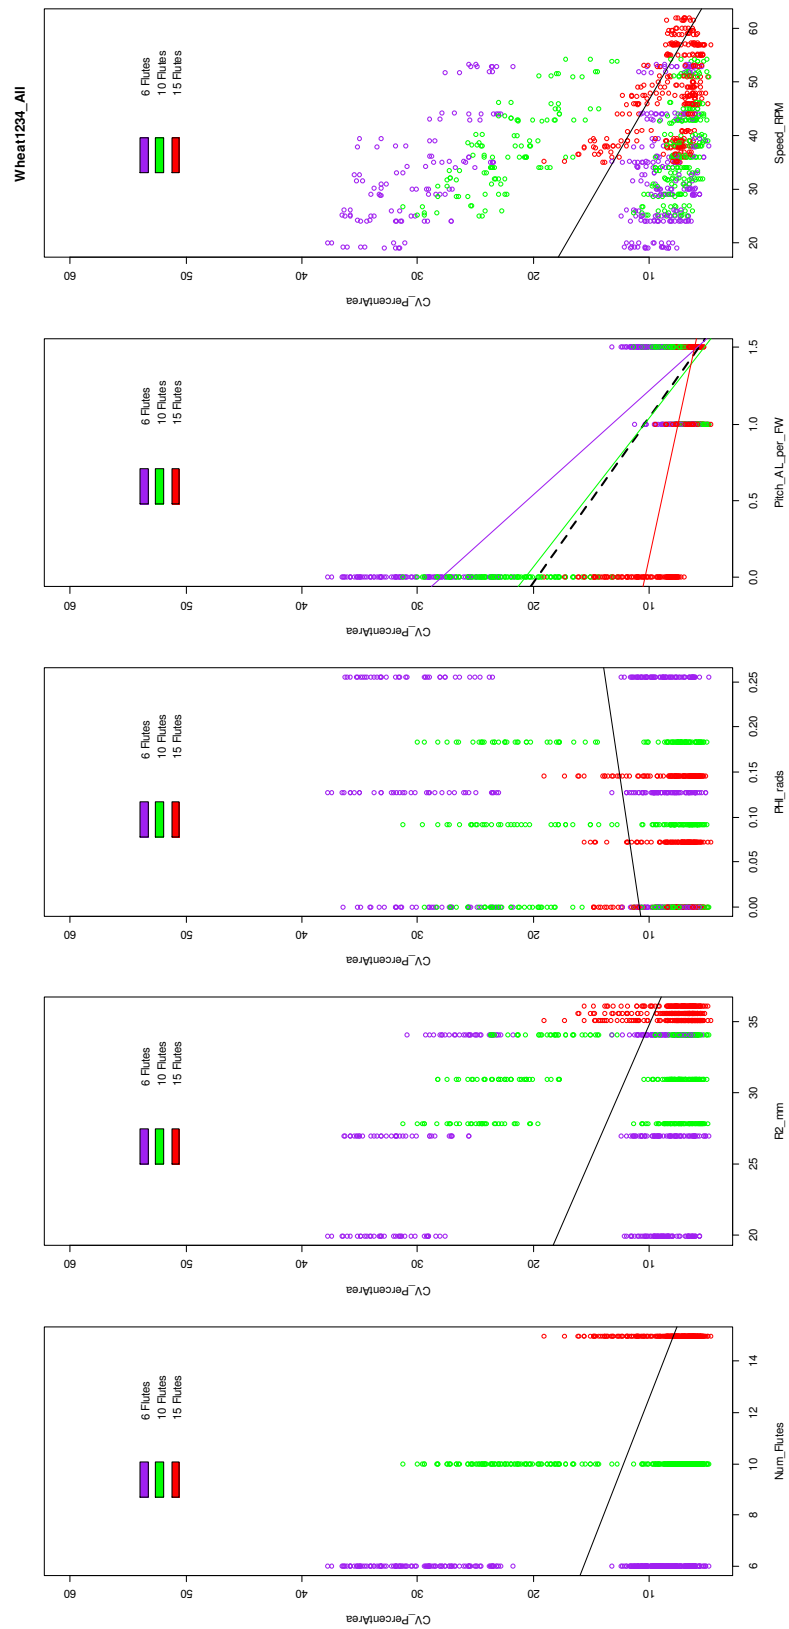 Wheat1234_All
60
50
40
30
20
10
CV_PercentArea
6 Flutes
10 Flutes
15 Flutes
20
30
40
50
60
Speed_RPM
60
50
40
30
20
10
CV_PercentArea
6 Flutes
10 Flutes
15 Flutes
0.0
0.5
1.0
1.5
Pitch_AL_per_FW
60
50
40
30
20
10
CV_PercentArea
6 Flutes
10 Flutes
15 Flutes
0.00
0.05
0.10
0.15
0.20
0.25
PHI_rads
60
50
40
30
20
10
CV_PercentArea
6 Flutes
10 Flutes
15 Flutes
20
25
30
35
R2_mm
60
50
40
30
20
10
CV_PercentArea
6 Flutes
10 Flutes
15 Flutes
6
8
10
12
14
Num_Flutes